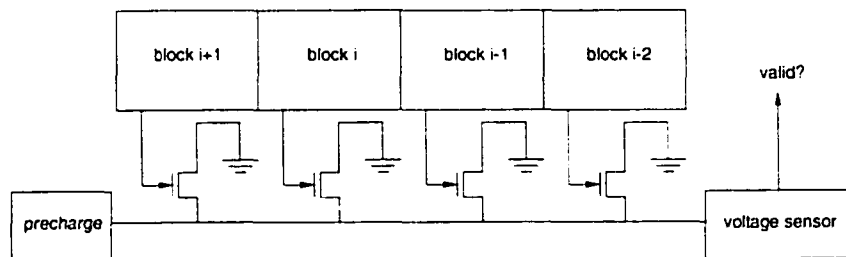 block i+1
block i
block i-1
block i-2
valid?
precharge
voltage sensor